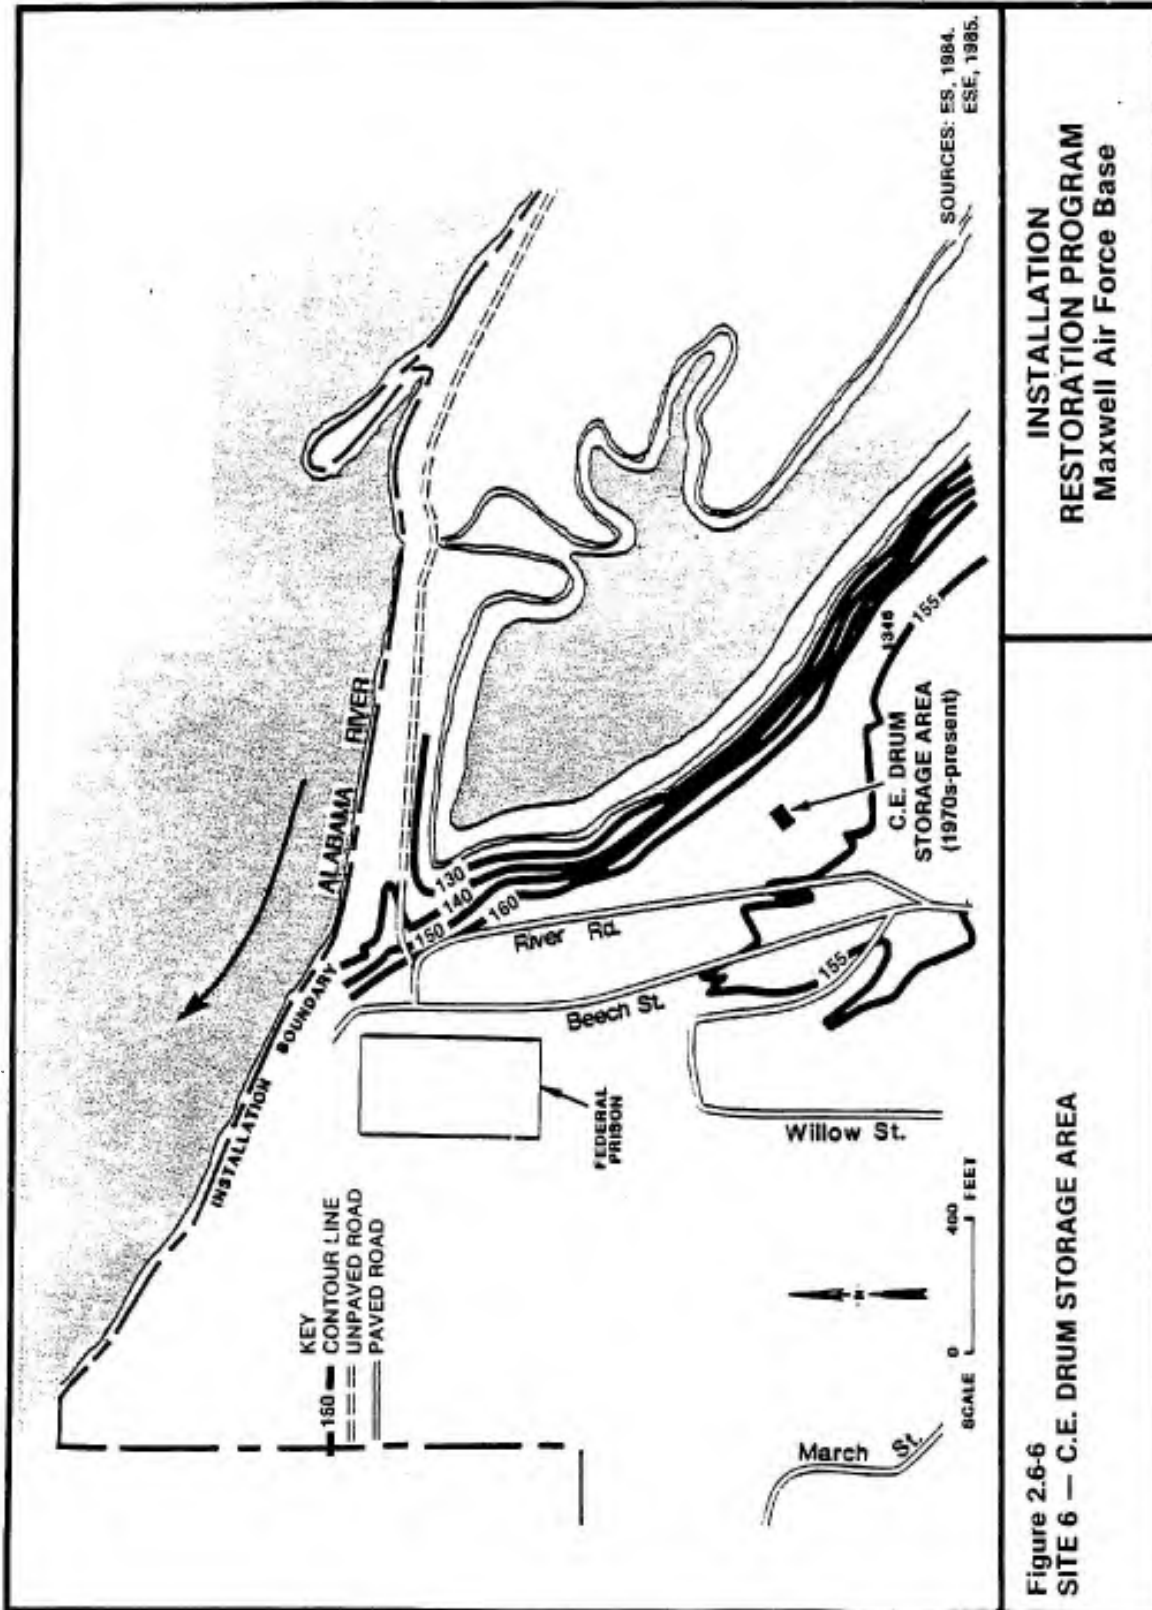 INSTALLATION BOUNDARY
ALABAMA RIVER
KEY
150 CONTOUR LINE
UNPAVED ROAD
PAVED ROAD
130
140
150
160
River Rd.
Beech St.
FEDERAL
PRISON
155
Willow St.
March St.
C.E. DRUM
STORAGE AREA
(1970s-present)
1346
155
SCALE 0 400 FEET
N
SOURCES: ES, 1984.
ESE, 1985.
Figure 2.6-6
SITE 6 — C.E. DRUM STORAGE AREA
INSTALLATION
RESTORATION PROGRAM
Maxwell Air Force Base